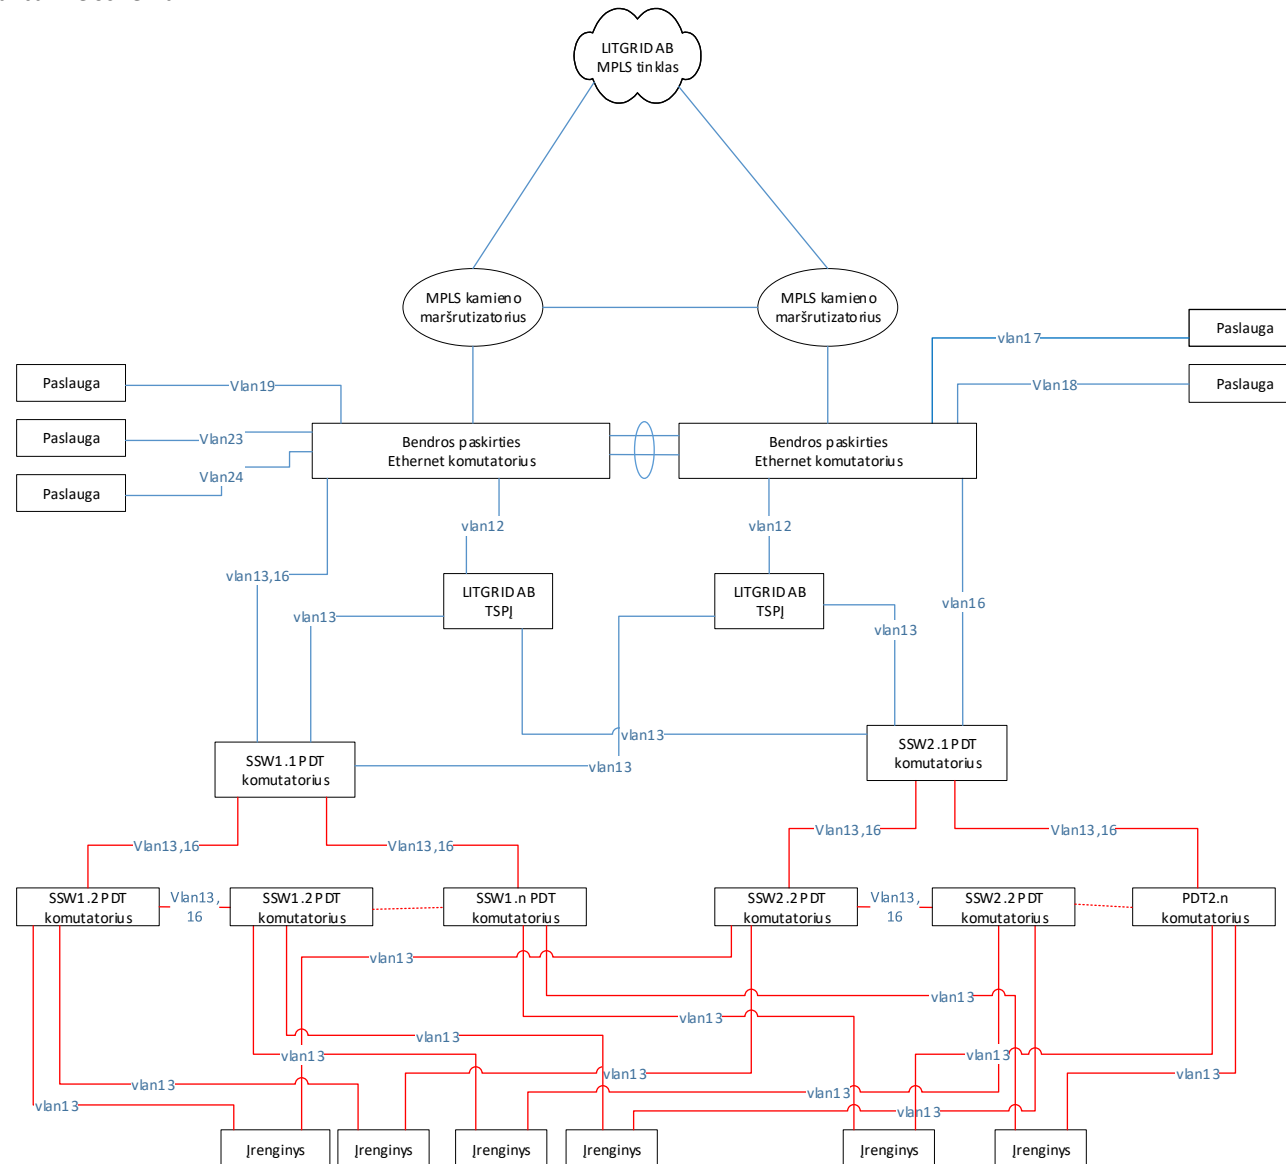 LITGRID AB
MPLS tinklas
MPLS kamieno
maršrutizatorius
MPLS kamieno
maršrutizatorius
Paslauga
vlan17
Paslauga
Vlan18
Paslauga
Vlan19
Paslauga
Vlan23
Paslauga
Vlan24
Bendros paskirties
Ethernet komutatorius
Bendros paskirties
Ethernet komutatorius
vlan12
vlan12
vlan13,16
LITGRID AB
TSPĮ
LITGRID AB
TSPĮ
vlan16
vlan13
vlan13
vlan13
vlan13
SSW1.1 PDT
komutatorius
SSW2.1 PDT
komutatorius
Vlan13,16
Vlan13,16
Vlan13,16
Vlan13,16
SSW1.2 PDT
komutatorius
Vlan13,
16
SSW1.2 PDT
komutatorius
SSW1.n PDT
komutatorius
SSW2.2 PDT
komutatorius
Vlan13,
16
SSW2.2 PDT
komutatorius
PDT2.n
komutatorius
vlan13
vlan13
vlan13
vlan13
vlan13
vlan13
vlan13
vlan13
vlan13
vlan13
vlan13
vlan13
Įrenginys
Įrenginys
Įrenginys
Įrenginys
Įrenginys
Įrenginys